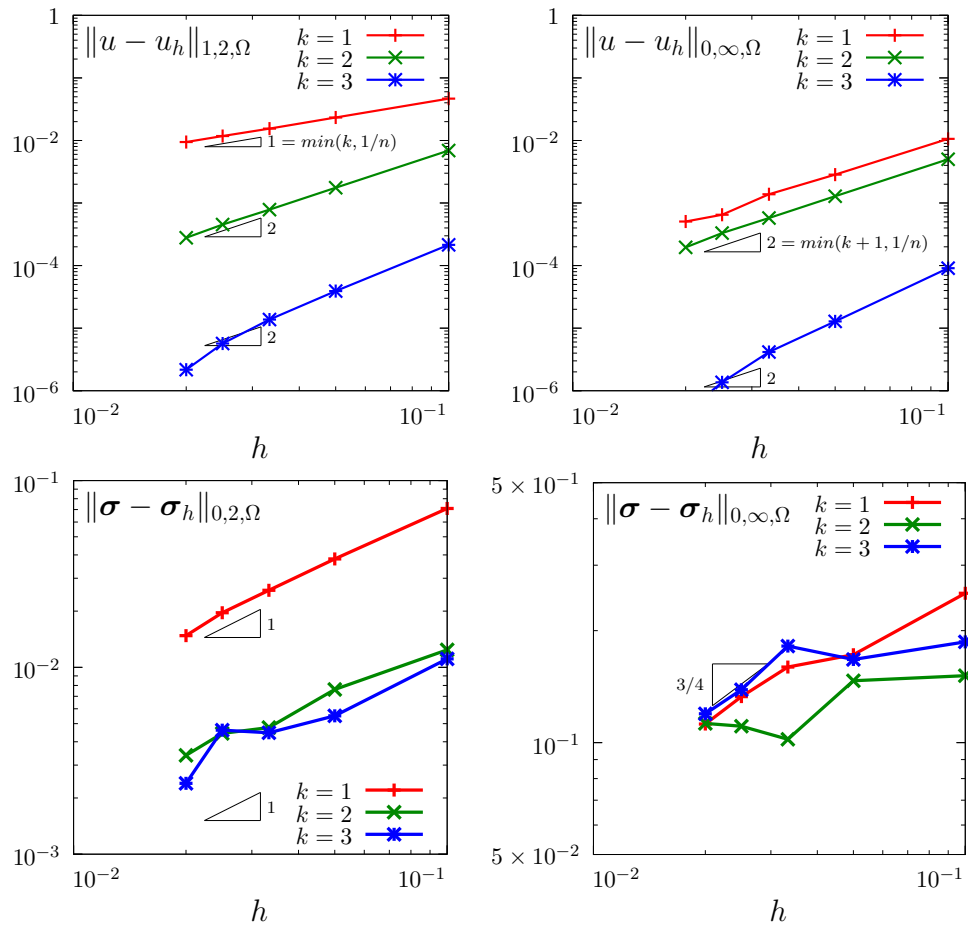 ‖u − u_h‖_{1,2,Ω}
k = 1
k = 2
k = 3
1
10^{-2}
10^{-4}
10^{-6}
1 = min(k, 1/n)
2
2
10^{-2}
10^{-1}
h
‖u − u_h‖_{0,∞,Ω}
k = 1
k = 2
k = 3
1
10^{-2}
10^{-4}
10^{-6}
2 = min(k + 1, 1/n)
2
10^{-2}
10^{-1}
h
‖σ − σ_h‖_{0,2,Ω}
10^{-1}
10^{-2}
10^{-3}
1
1
k = 1
k = 2
k = 3
10^{-2}
10^{-1}
h
‖σ − σ_h‖_{0,∞,Ω}
k = 1
k = 2
k = 3
5 × 10^{-1}
10^{-1}
5 × 10^{-2}
3/4
10^{-2}
10^{-1}
h